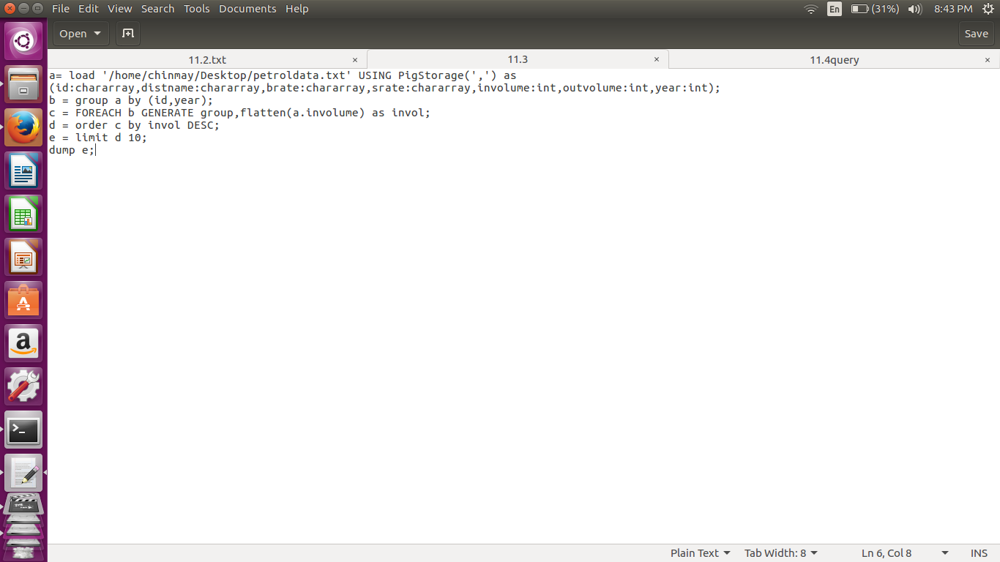 File Edit View Search Tools Documents Help En (31%) 8:43 PM
Open Save
11.2.txt × 11.3 × 11.4query ×
a= load '/home/chinmay/Desktop/petroldata.txt' USING PigStorage(',') as
(id:chararray,distname:chararray,brate:chararray,srate:chararray,involume:int,outvolume:int,year:int);
b = group a by (id,year);
c = FOREACH b GENERATE group,flatten(a.involume) as invol;
d = order c by invol DESC;
e = limit d 10;
dump e;
Plain Text Tab Width: 8 Ln 6, Col 8 INS